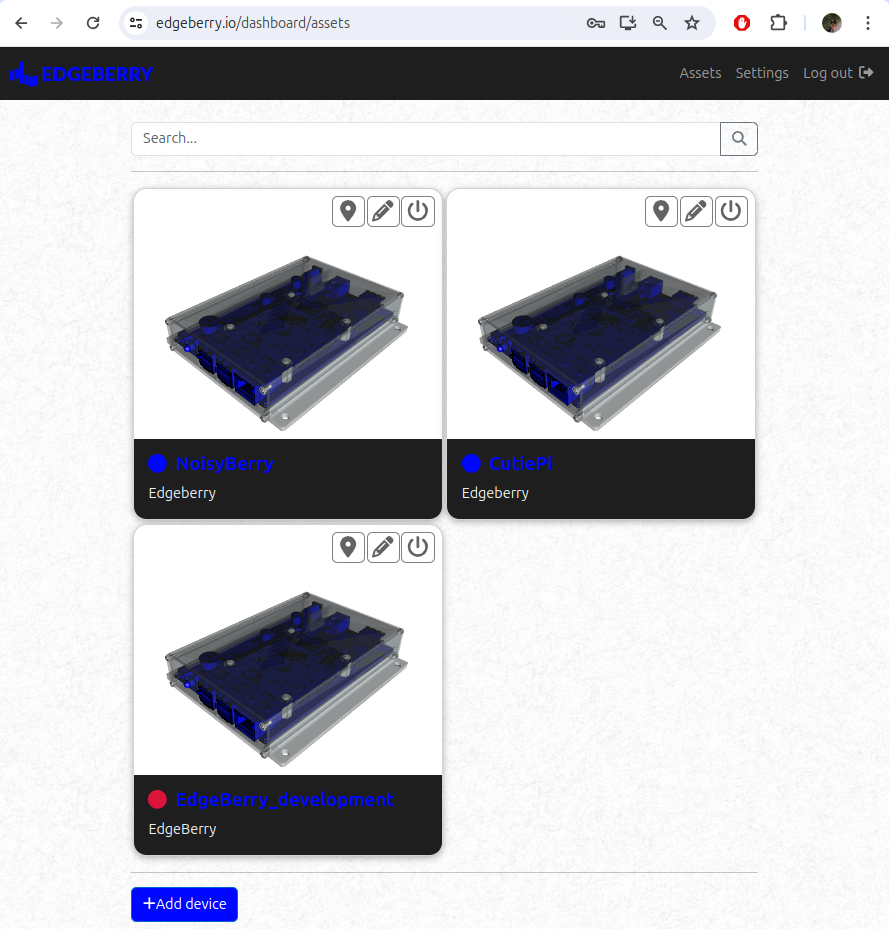 edgeberry.io/dashboard/assets
EDGEBERRY
Assets Settings Log out
Search...
NoisyBerry
Edgeberry
CutiePi
Edgeberry
EdgeBerry_development
EdgeBerry
+Add device